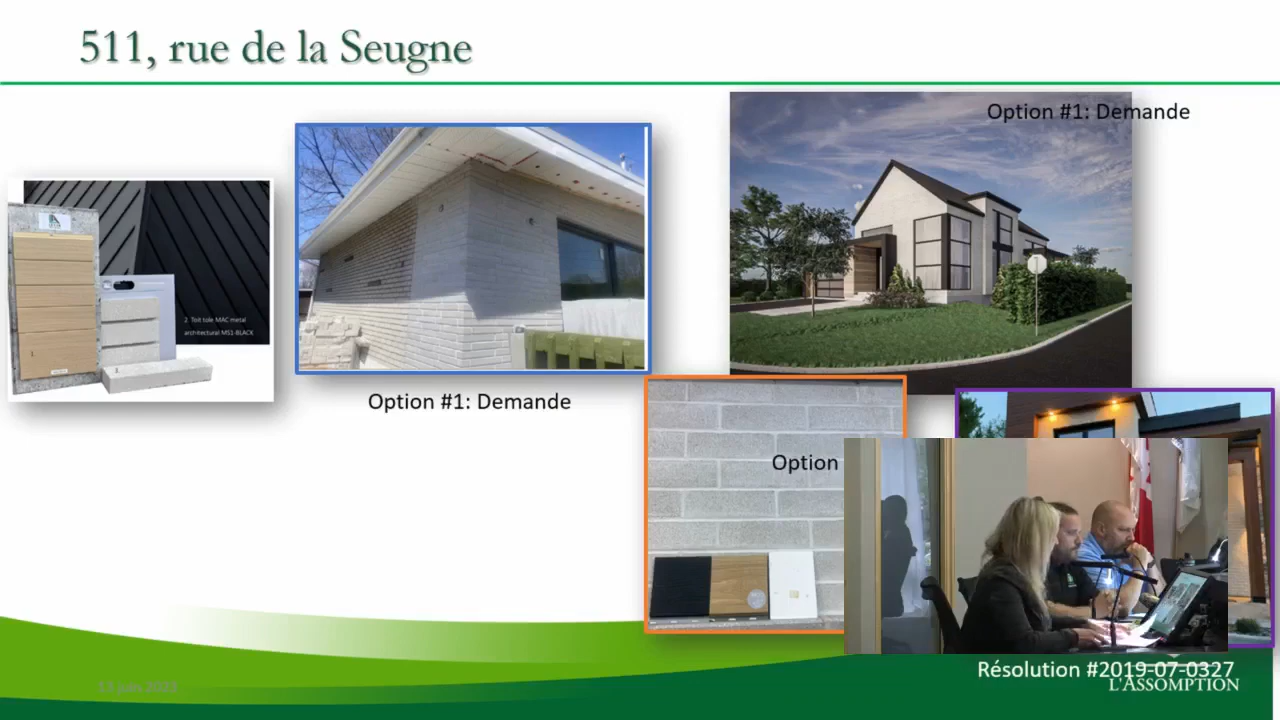 511, rue de la Seugne
Option #1: Demande
2. Toit tole MAC metal
architectural MS1-BLACK
Option #1: Demande
Option
Résolution #2019-07-0327
L'ASSOMPTION